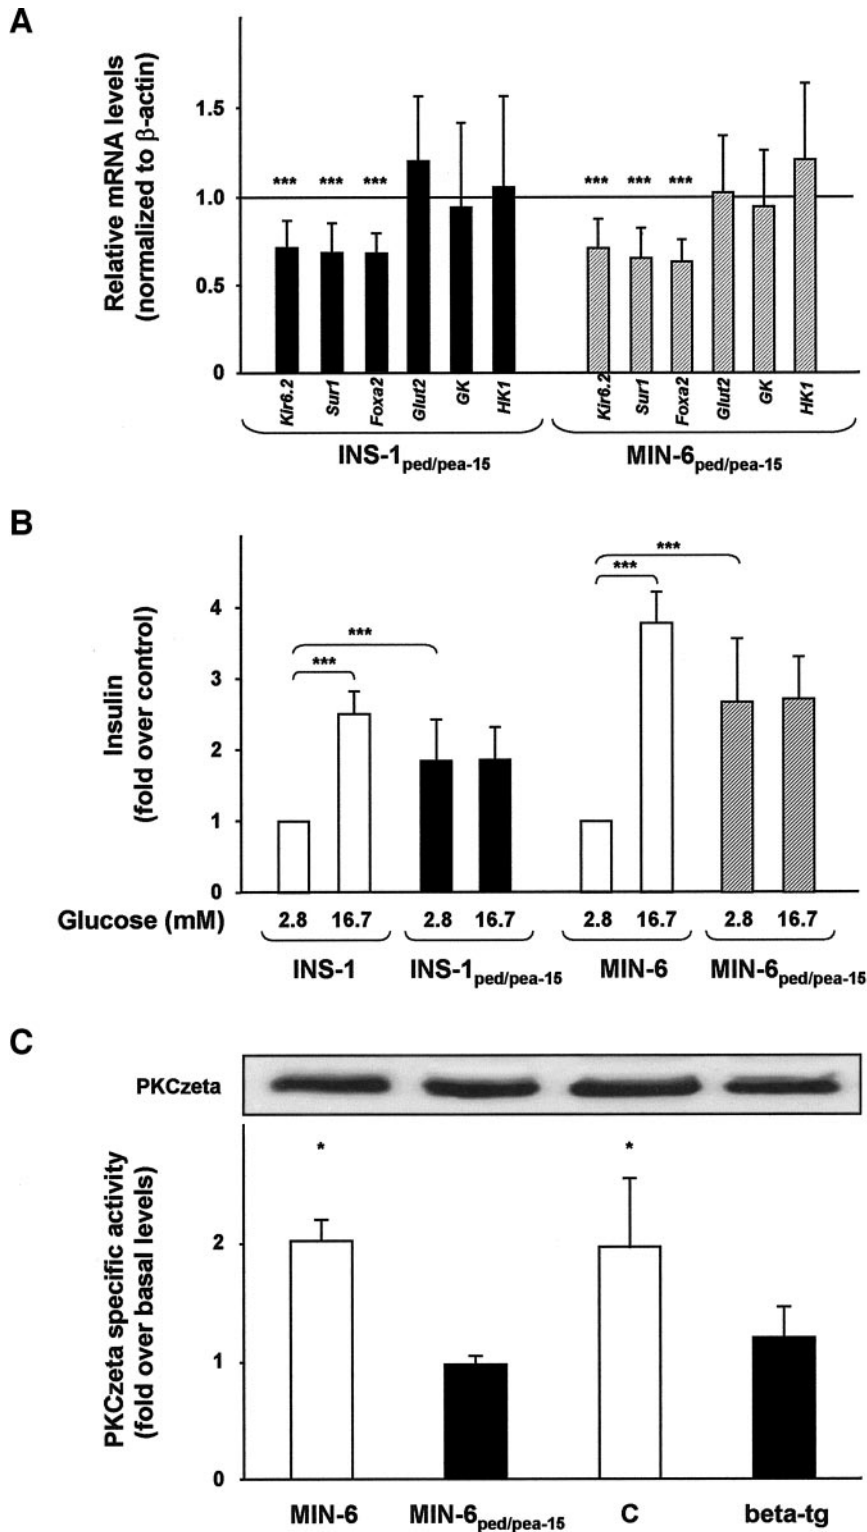 A
Relative mRNA levels
(normalized to β-actin)
1.5
1.0
0.5
0
*** *** *** *** *** ***
Kir6.2 Sur1 Foxa2 Glut2 GK HK1 Kir6.2 Sur1 Foxa2 Glut2 GK HK1
INS-1ped/pea-15 MIN-6ped/pea-15
B
Insulin
(fold over control)
4
3
2
1
0
*** *** *** ***
Glucose (mM) 2.8 16.7 2.8 16.7 2.8 16.7 2.8 16.7
INS-1 INS-1ped/pea-15 MIN-6 MIN-6ped/pea-15
C
PKCzeta
PKCzeta specific activity
(fold over basal levels)
* *
2
1
0
MIN-6 MIN-6ped/pea-15 C beta-tg